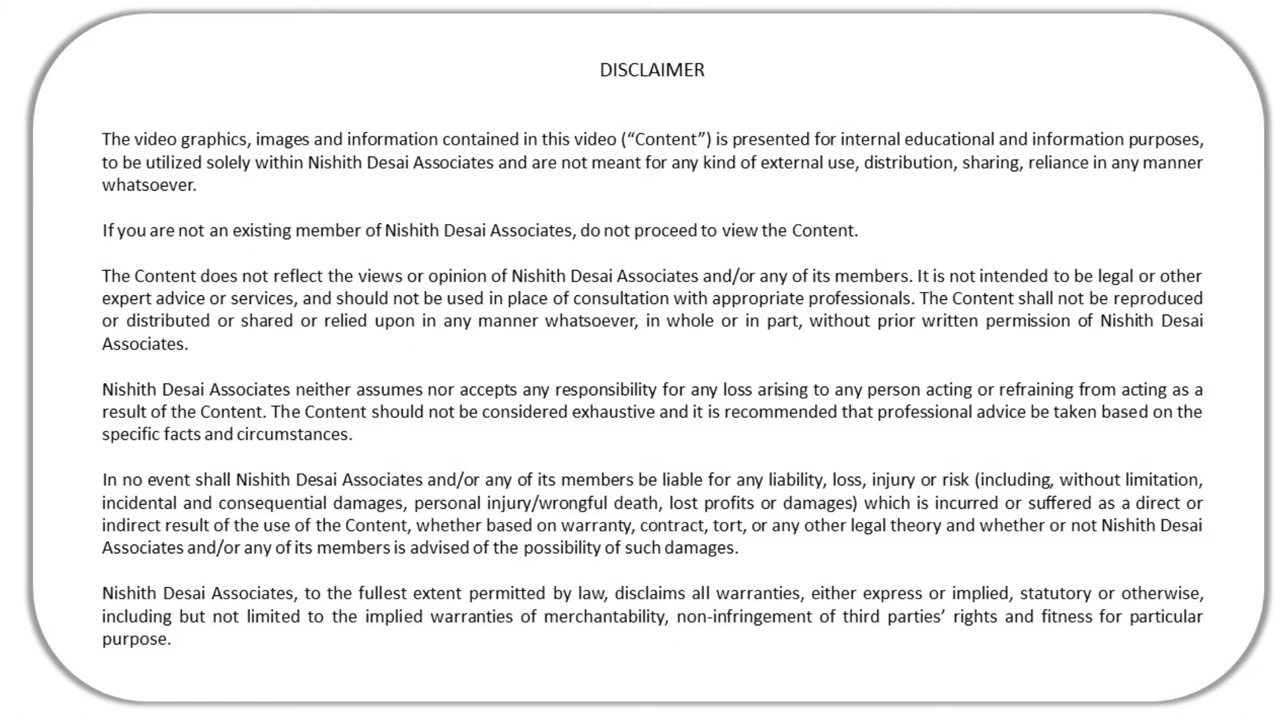 DISCLAIMER
The video graphics, images and information contained in this video (“Content”) is presented for internal educational and information purposes,
to be utilized solely within Nishith Desai Associates and are not meant for any kind of external use, distribution, sharing, reliance in any manner
whatsoever.
If you are not an existing member of Nishith Desai Associates, do not proceed to view the Content.
The Content does not reflect the views or opinion of Nishith Desai Associates and/or any of its members. It is not intended to be legal or other
expert advice or services, and should not be used in place of consultation with appropriate professionals. The Content shall not be reproduced
or distributed or shared or relied upon in any manner whatsoever, in whole or in part, without prior written permission of Nishith Desai
Associates.
Nishith Desai Associates neither assumes nor accepts any responsibility for any loss arising to any person acting or refraining from acting as a
result of the Content. The Content should not be considered exhaustive and it is recommended that professional advice be taken based on the
specific facts and circumstances.
In no event shall Nishith Desai Associates and/or any of its members be liable for any liability, loss, injury or risk (including, without limitation,
incidental and consequential damages, personal injury/wrongful death, lost profits or damages) which is incurred or suffered as a direct or
indirect result of the use of the Content, whether based on warranty, contract, tort, or any other legal theory and whether or not Nishith Desai
Associates and/or any of its members is advised of the possibility of such damages.
Nishith Desai Associates, to the fullest extent permitted by law, disclaims all warranties, either express or implied, statutory or otherwise,
including but not limited to the implied warranties of merchantability, non-infringement of third parties’ rights and fitness for particular
purpose.